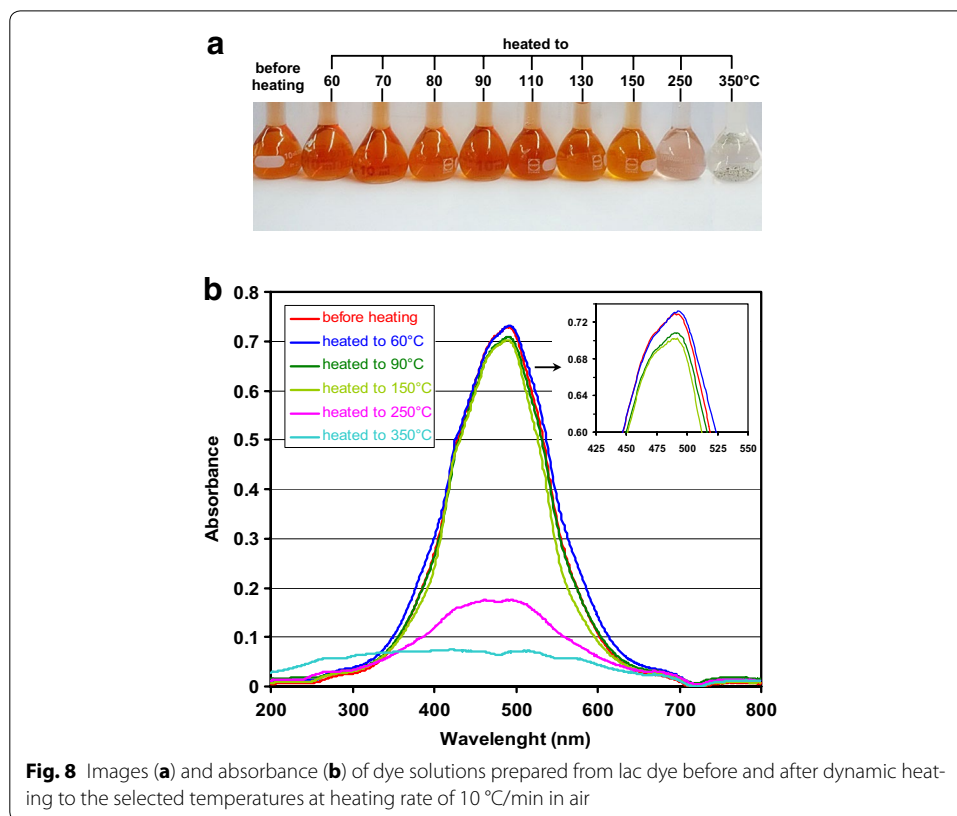 a
heated to
before
heating
60 70 80 90 110 130 150 250 350°C
b
0.8
0.7
0.6
0.5
0.4
0.3
0.2
0.1
0
Absorbance
before heating
heated to 60°C
heated to 90°C
heated to 150°C
heated to 250°C
heated to 350°C
0.72
0.68
0.64
0.60
425 450 475 500 525 550
200 300 400 500 600 700 800
Wavelenght (nm)
Fig. 8 Images (a) and absorbance (b) of dye solutions prepared from lac dye before and after dynamic heat-
ing to the selected temperatures at heating rate of 10 °C/min in air